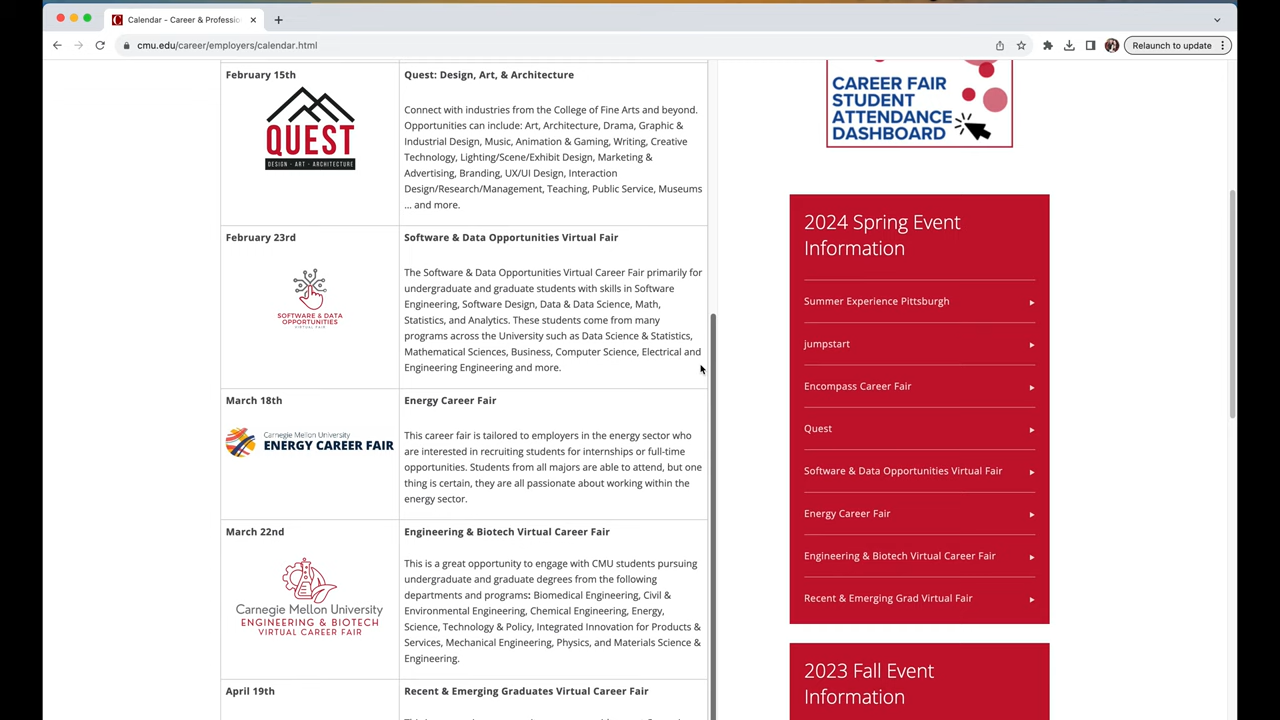 Calendar - Career & Professio
cmu.edu/career/employers/calendar.html
Relaunch to update
February 15th
QUEST
DESIGN · ART · ARCHITECTURE
Quest: Design, Art, & Architecture
Connect with industries from the College of Fine Arts and beyond.
Opportunities can include: Art, Architecture, Drama, Graphic &
Industrial Design, Music, Animation & Gaming, Writing, Creative
Technology, Lighting/Scene/Exhibit Design, Marketing &
Advertising, Branding, UX/UI Design, Interaction
Design/Research/Management, Teaching, Public Service, Museums
... and more.
February 23rd
SOFTWARE & DATA
OPPORTUNITIES
VIRTUAL FAIR
Software & Data Opportunities Virtual Fair
The Software & Data Opportunities Virtual Career Fair primarily for
undergraduate and graduate students with skills in Software
Engineering, Software Design, Data & Data Science, Math,
Statistics, and Analytics. These students come from many
programs across the University such as Data Science & Statistics,
Mathematical Sciences, Business, Computer Science, Electrical and
Engineering Engineering and more.
March 18th
Carnegie Mellon University
ENERGY CAREER FAIR
Energy Career Fair
This career fair is tailored to employers in the energy sector who
are interested in recruiting students for internships or full-time
opportunities. Students from all majors are able to attend, but one
thing is certain, they are all passionate about working within the
energy sector.
March 22nd
Carnegie Mellon University
ENGINEERING & BIOTECH
VIRTUAL CAREER FAIR
Engineering & Biotech Virtual Career Fair
This is a great opportunity to engage with CMU students pursuing
undergraduate and graduate degrees from the following
departments and programs: Biomedical Engineering, Civil &
Environmental Engineering, Chemical Engineering, Energy,
Science, Technology & Policy, Integrated Innovation for Products &
Services, Mechanical Engineering, Physics, and Materials Science &
Engineering.
April 19th
Recent & Emerging Graduates Virtual Career Fair
CAREER FAIR
STUDENT
ATTENDANCE
DASHBOARD
2024 Spring Event
Information
Summer Experience Pittsburgh
jumpstart
Encompass Career Fair
Quest
Software & Data Opportunities Virtual Fair
Energy Career Fair
Engineering & Biotech Virtual Career Fair
Recent & Emerging Grad Virtual Fair
2023 Fall Event
Information